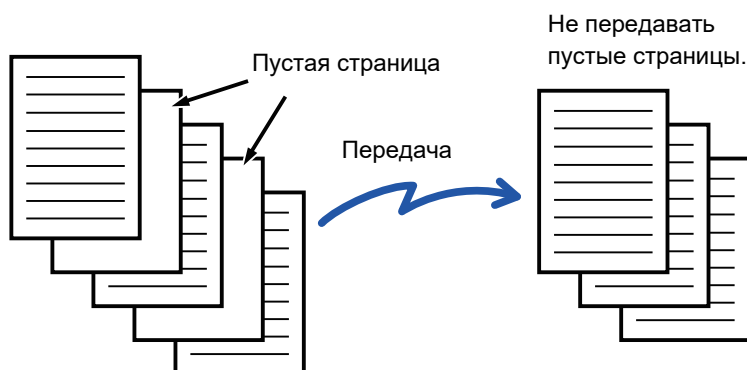 Не передавать
пустые страницы.
Пустая страница
Передача